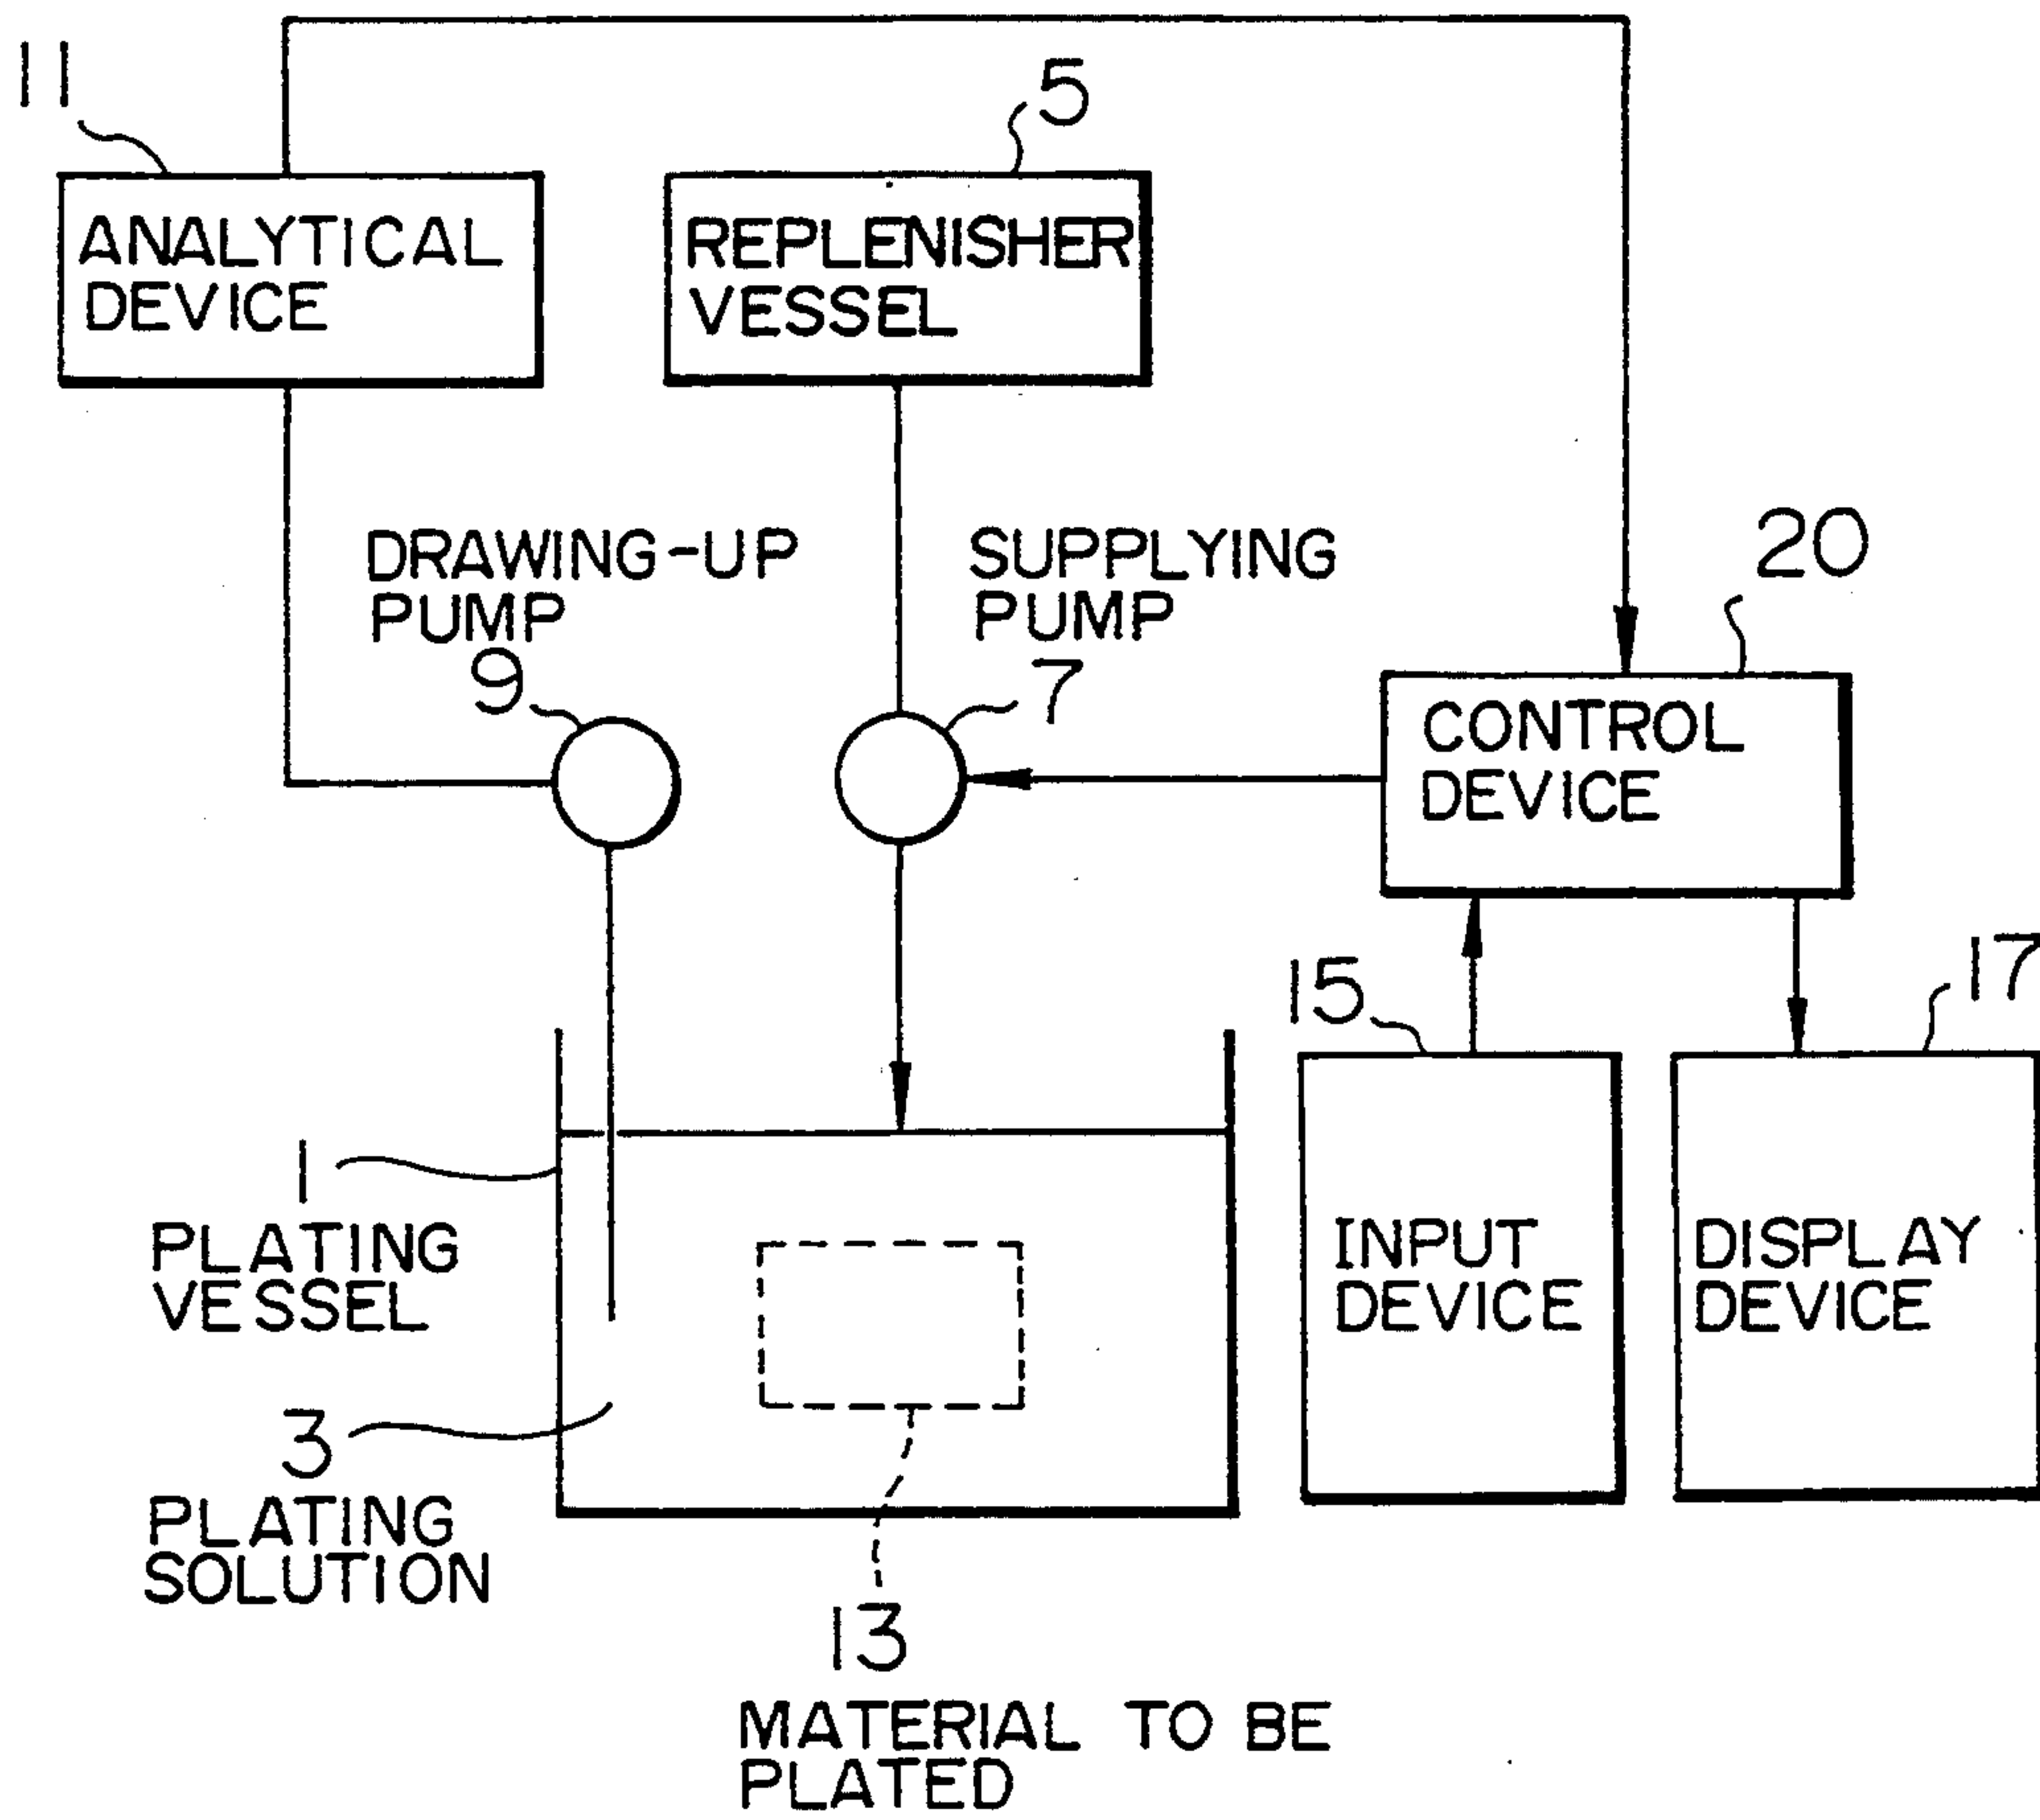 11
5
ANALYTICAL
DEVICE
REPLENISHER
VESSEL
DRAWING-UP
PUMP
9
SUPPLYING
PUMP
7
20
CONTROL
DEVICE
15
17
1
PLATING
VESSEL
INPUT
DEVICE
DISPLAY
DEVICE
3
PLATING
SOLUTION
13
MATERIAL TO BE
PLATED